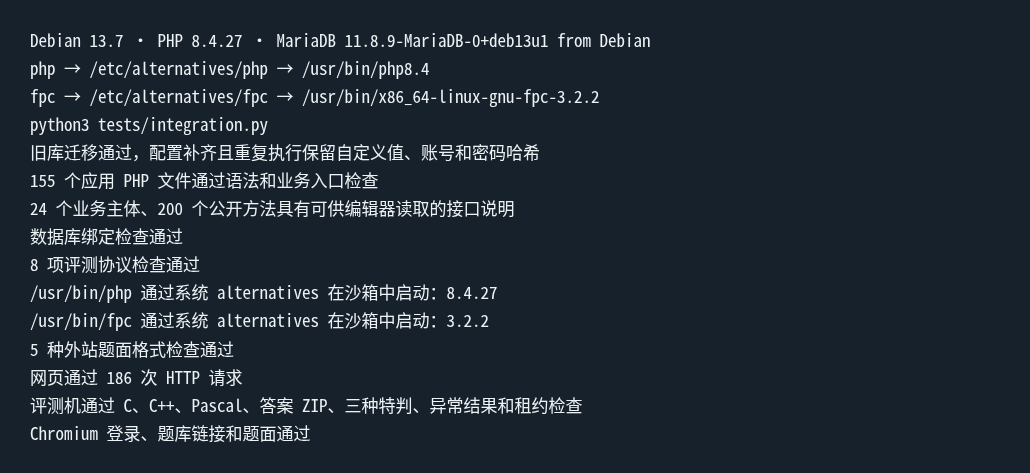 Debian 13.7 · PHP 8.4.27 · MariaDB 11.8.9-MariaDB-0+deb13u1 from Debian
php → /etc/alternatives/php → /usr/bin/php8.4
fpc → /etc/alternatives/fpc → /usr/bin/x86_64-linux-gnu-fpc-3.2.2
python3 tests/integration.py
旧库迁移通过，配置补齐且重复执行保留自定义值、账号和密码哈希
155 个应用 PHP 文件通过语法和业务入口检查
24 个业务主体、200 个公开方法具有可供编辑器读取的接口说明
数据库绑定检查通过
8 项评测协议检查通过
/usr/bin/php 通过系统 alternatives 在沙箱中启动：8.4.27
/usr/bin/fpc 通过系统 alternatives 在沙箱中启动：3.2.2
5 种外站题面格式检查通过
网页通过 186 次 HTTP 请求
评测机通过 C、C++、Pascal、答案 ZIP、三种特判、异常结果和租约检查
Chromium 登录、题库链接和题面通过